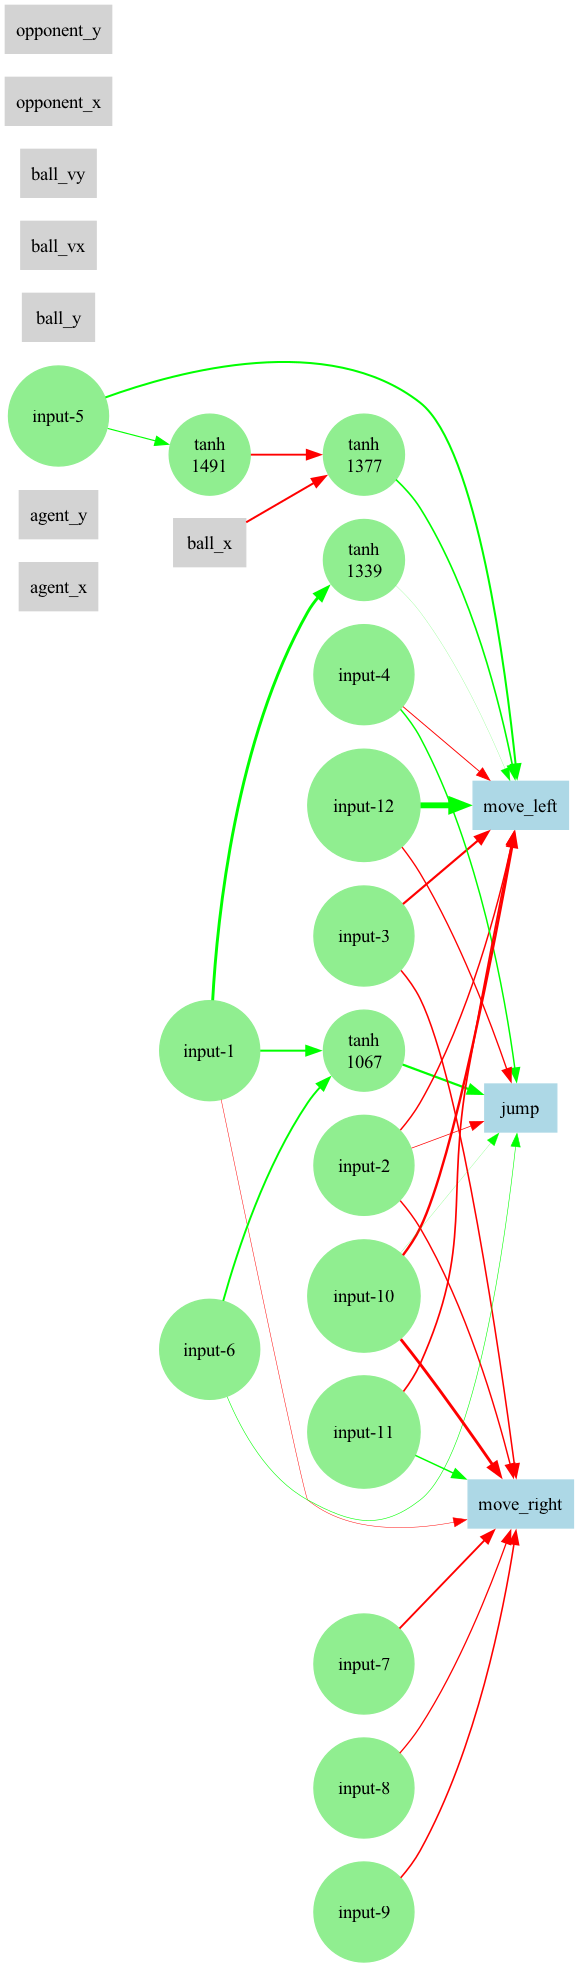 opponent_y
opponent_x
ball_vy
ball_vx
ball_y
input-5
tanh
1491
tanh
1377
agent_y
ball_x
tanh
1339
agent_x
input-4
input-12
move_left
input-3
input-1
tanh
1067
jump
input-2
input-10
input-6
input-11
move_right
input-7
input-8
input-9